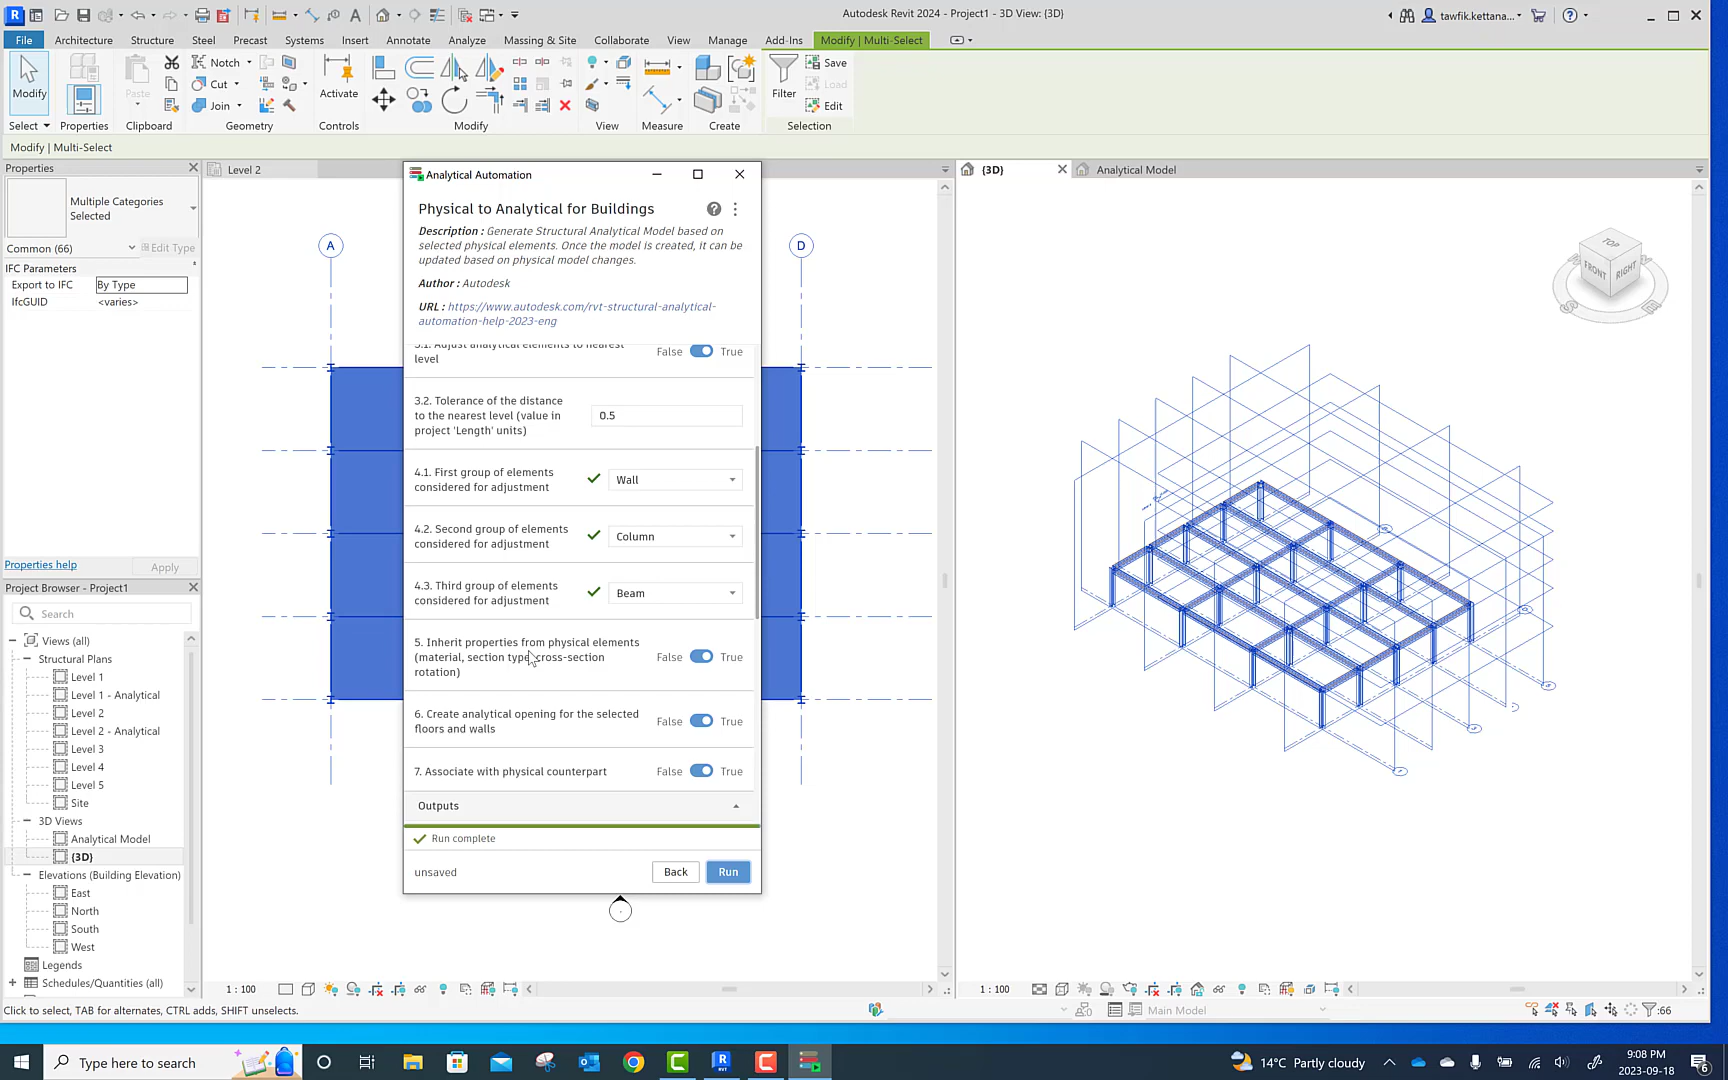 Autodesk Revit 2024 - Project1 - 3D View: {3D}
tawfik.kettana...
File
Architecture
Structure
Steel
Precast
Systems
Insert
Annotate
Analyze
Massing & Site
Collaborate
View
Manage
Add-Ins
Modify | Multi-Select
Modify
Paste
Notch
Cut
Join
Activate
Filter
Save
Load
Edit
Select
Properties
Clipboard
Geometry
Controls
Modify
View
Measure
Create
Selection
Modify | Multi-Select
Properties
Multiple Categories
Selected
Common (66)
Edit Type
IFC Parameters
Export to IFC
By Type
IfcGUID
<varies>
Properties help
Apply
Project Browser - Project1
Search
Views (all)
Structural Plans
Level 1
Level 1 - Analytical
Level 2
Level 2 - Analytical
Level 3
Level 4
Level 5
Site
3D Views
Analytical Model
{3D}
Elevations (Building Elevation)
East
North
South
West
Legends
Schedules/Quantities (all)
Level 2
A
D
Analytical Automation
Physical to Analytical for Buildings
Description : Generate Structural Analytical Model based on
selected physical elements. Once the model is created, it can be
updated based on physical model changes.
Author : Autodesk
URL : https://www.autodesk.com/rvt-structural-analytical-
automation-help-2023-eng
3.1. Adjust analytical elements to nearest
level
False
True
3.2. Tolerance of the distance
to the nearest level (value in
project 'Length' units)
0.5
4.1. First group of elements
considered for adjustment
Wall
4.2. Second group of elements
considered for adjustment
Column
4.3. Third group of elements
considered for adjustment
Beam
5. Inherit properties from physical elements
(material, section type, cross-section
rotation)
False
True
6. Create analytical opening for the selected
floors and walls
False
True
7. Associate with physical counterpart
False
True
Outputs
Run complete
unsaved
Back
Run
{3D}
Analytical Model
TOP
FRONT
RIGHT
1 : 100
1 : 100
Click to select, TAB for alternates, CTRL adds, SHIFT unselects.
Main Model
:66
Type here to search
14°C Partly cloudy
9:08 PM
2023-09-18
6